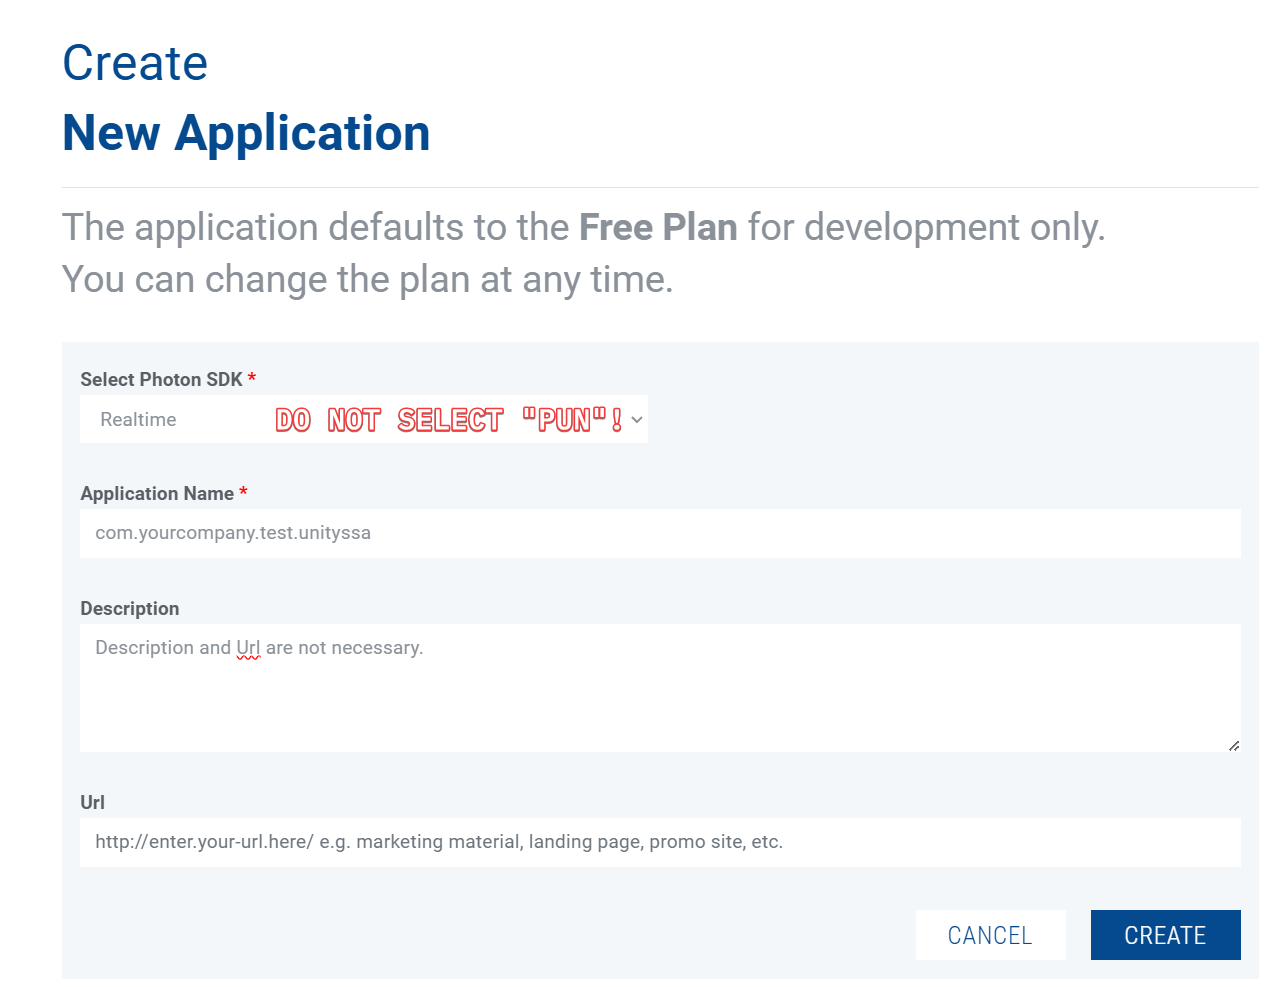 Create
New Application
The application defaults to the Free Plan for development only.
You can change the plan at any time.
Select Photon SDK *
Realtime DO NOT SELECT "PUN"!
Application Name *
com.yourcompany.test.unityssa
Description
Description and Url are not necessary.
Url
http://enter.your-url.here/ e.g. marketing material, landing page, promo site, etc.
CANCEL CREATE